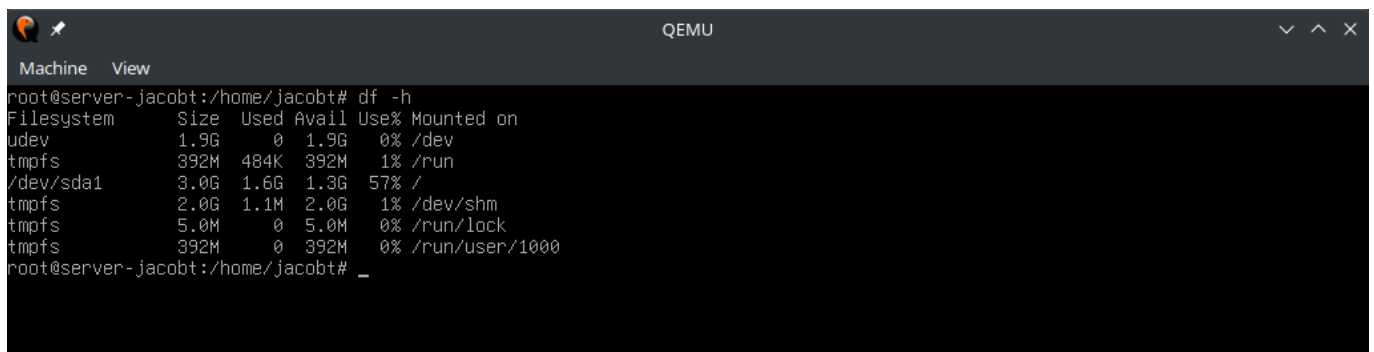 QEMU
Machine View
root@server-jacobt:/home/jacobt# df -h
Filesystem      Size  Used Avail Use% Mounted on
udev            1.9G     0  1.9G   0% /dev
tmpfs           392M  484K  392M   1% /run
/dev/sda1       3.0G  1.6G  1.3G  57% /
tmpfs           2.0G  1.1M  2.0G   1% /dev/shm
tmpfs           5.0M     0  5.0M   0% /run/lock
tmpfs           392M     0  392M   0% /run/user/1000
root@server-jacobt:/home/jacobt# _